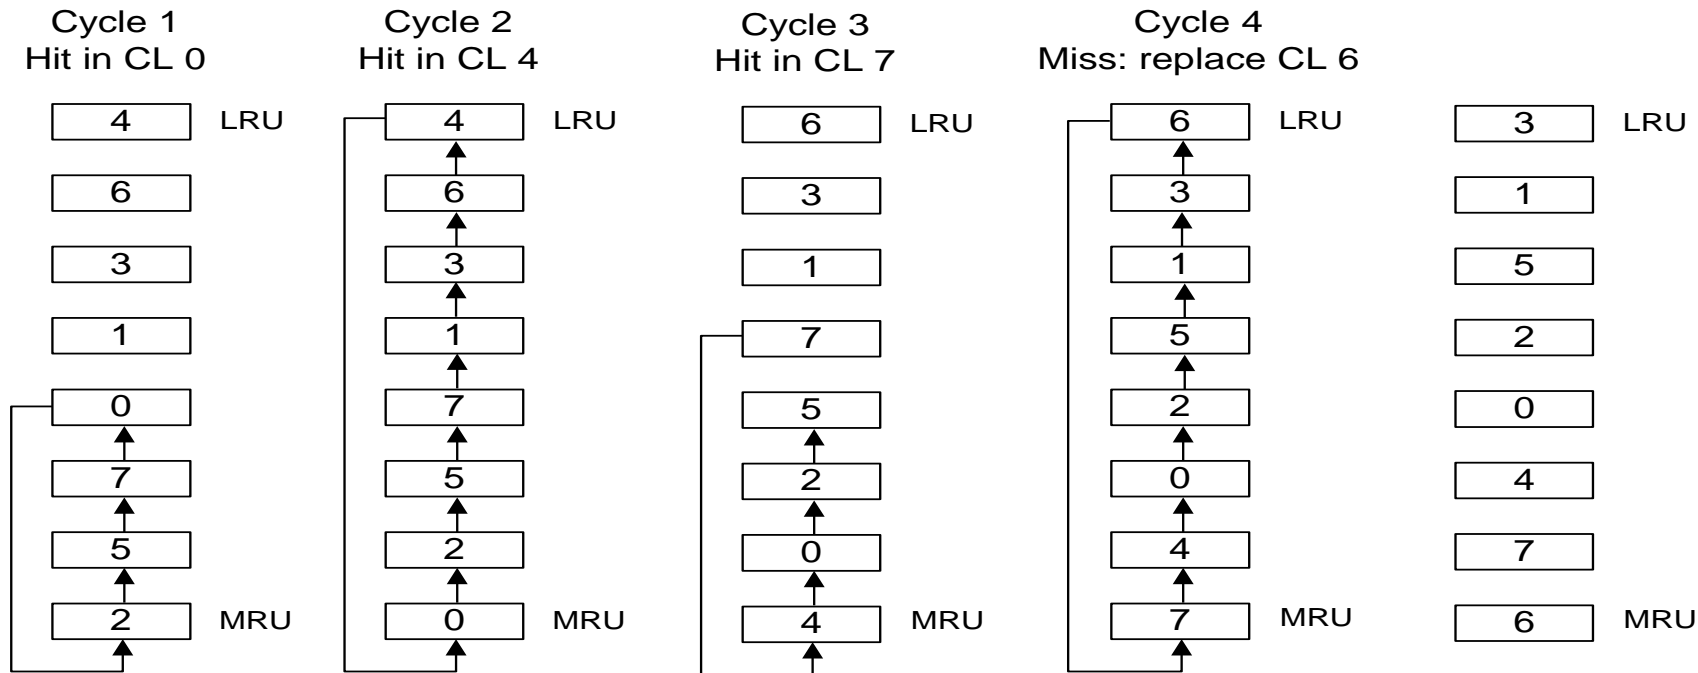 Cycle 1
Hit in CL 0
Cycle 2
Hit in CL 4
Cycle 3
Hit in CL 7
Cycle 4
Miss: replace CL 6
4 LRU
6
3
1
0
7
5
2 MRU
4 LRU
6
3
1
7
5
2
0 MRU
6 LRU
3
1
7
5
2
0
4 MRU
6 LRU
3
1
5
2
0
4
7 MRU
3 LRU
1
5
2
0
4
7
6 MRU